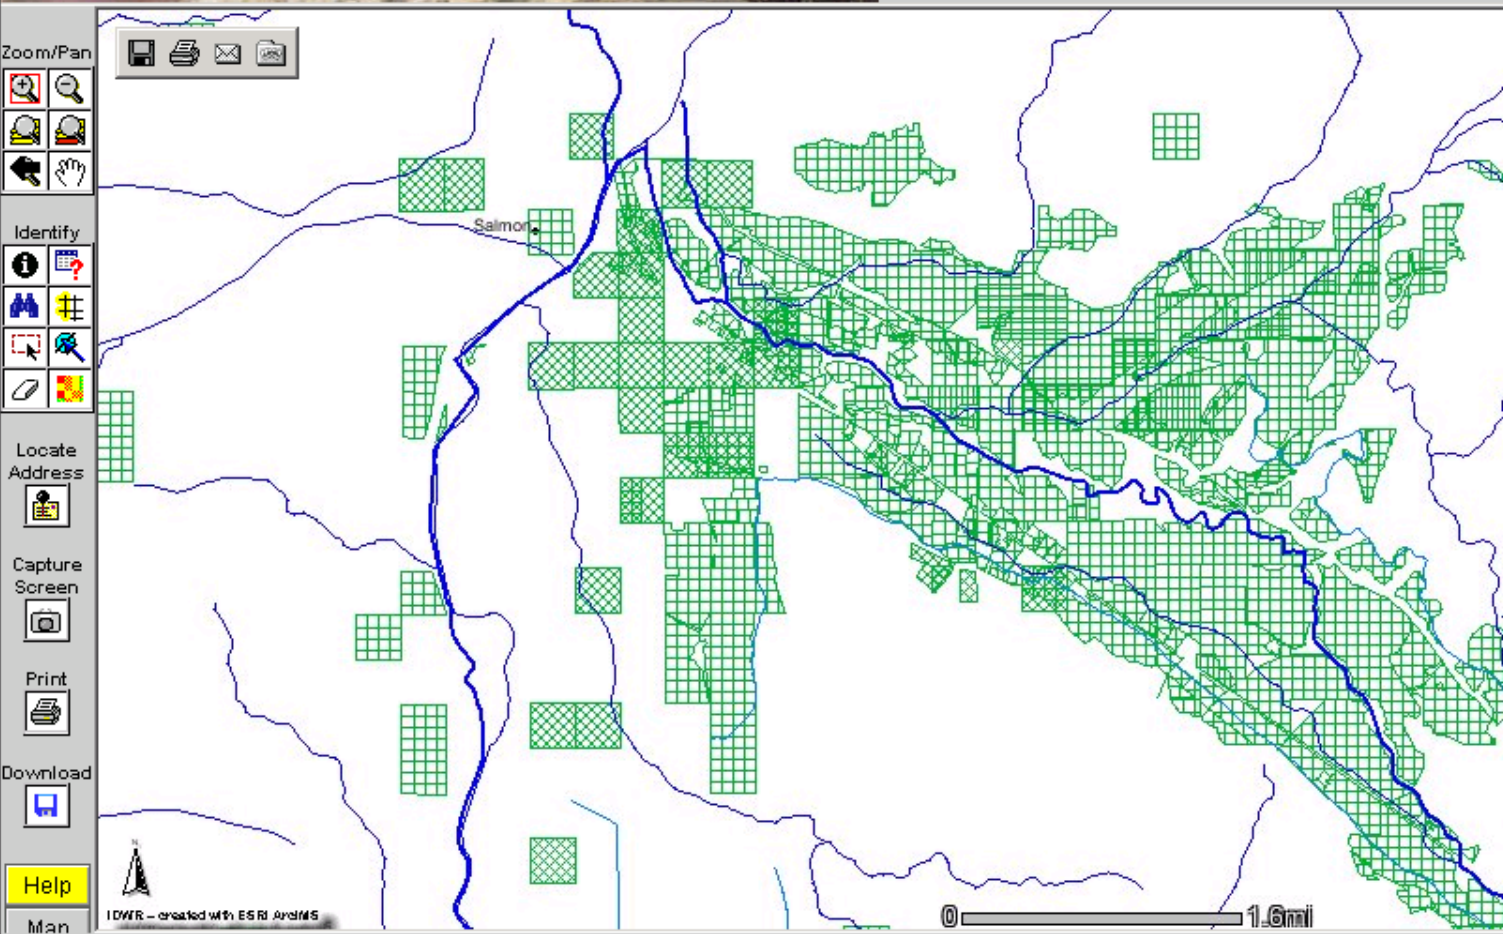 Zoom/Pan
Identify
Locate
Address
Capture
Screen
Print
Download
Help
Map
Salmon
N
IDWR – created with ESRI ArcIMS
0 1.6mi